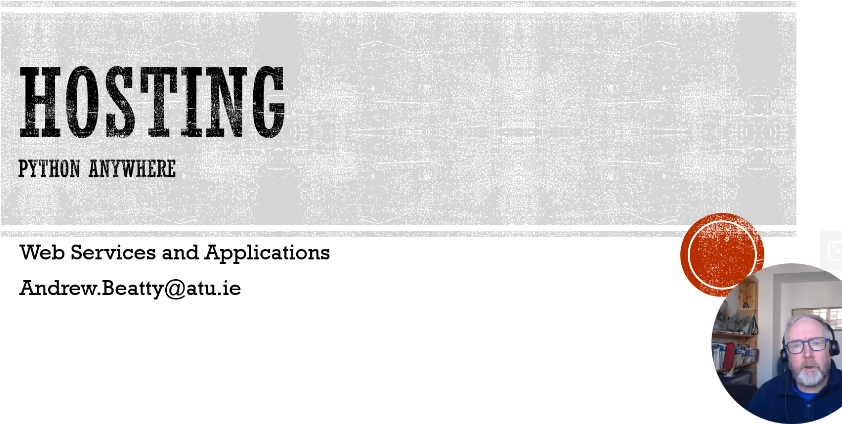 HOSTING
PYTHON ANYWHERE
Web Services and Applications
Andrew.Beatty@atu.ie